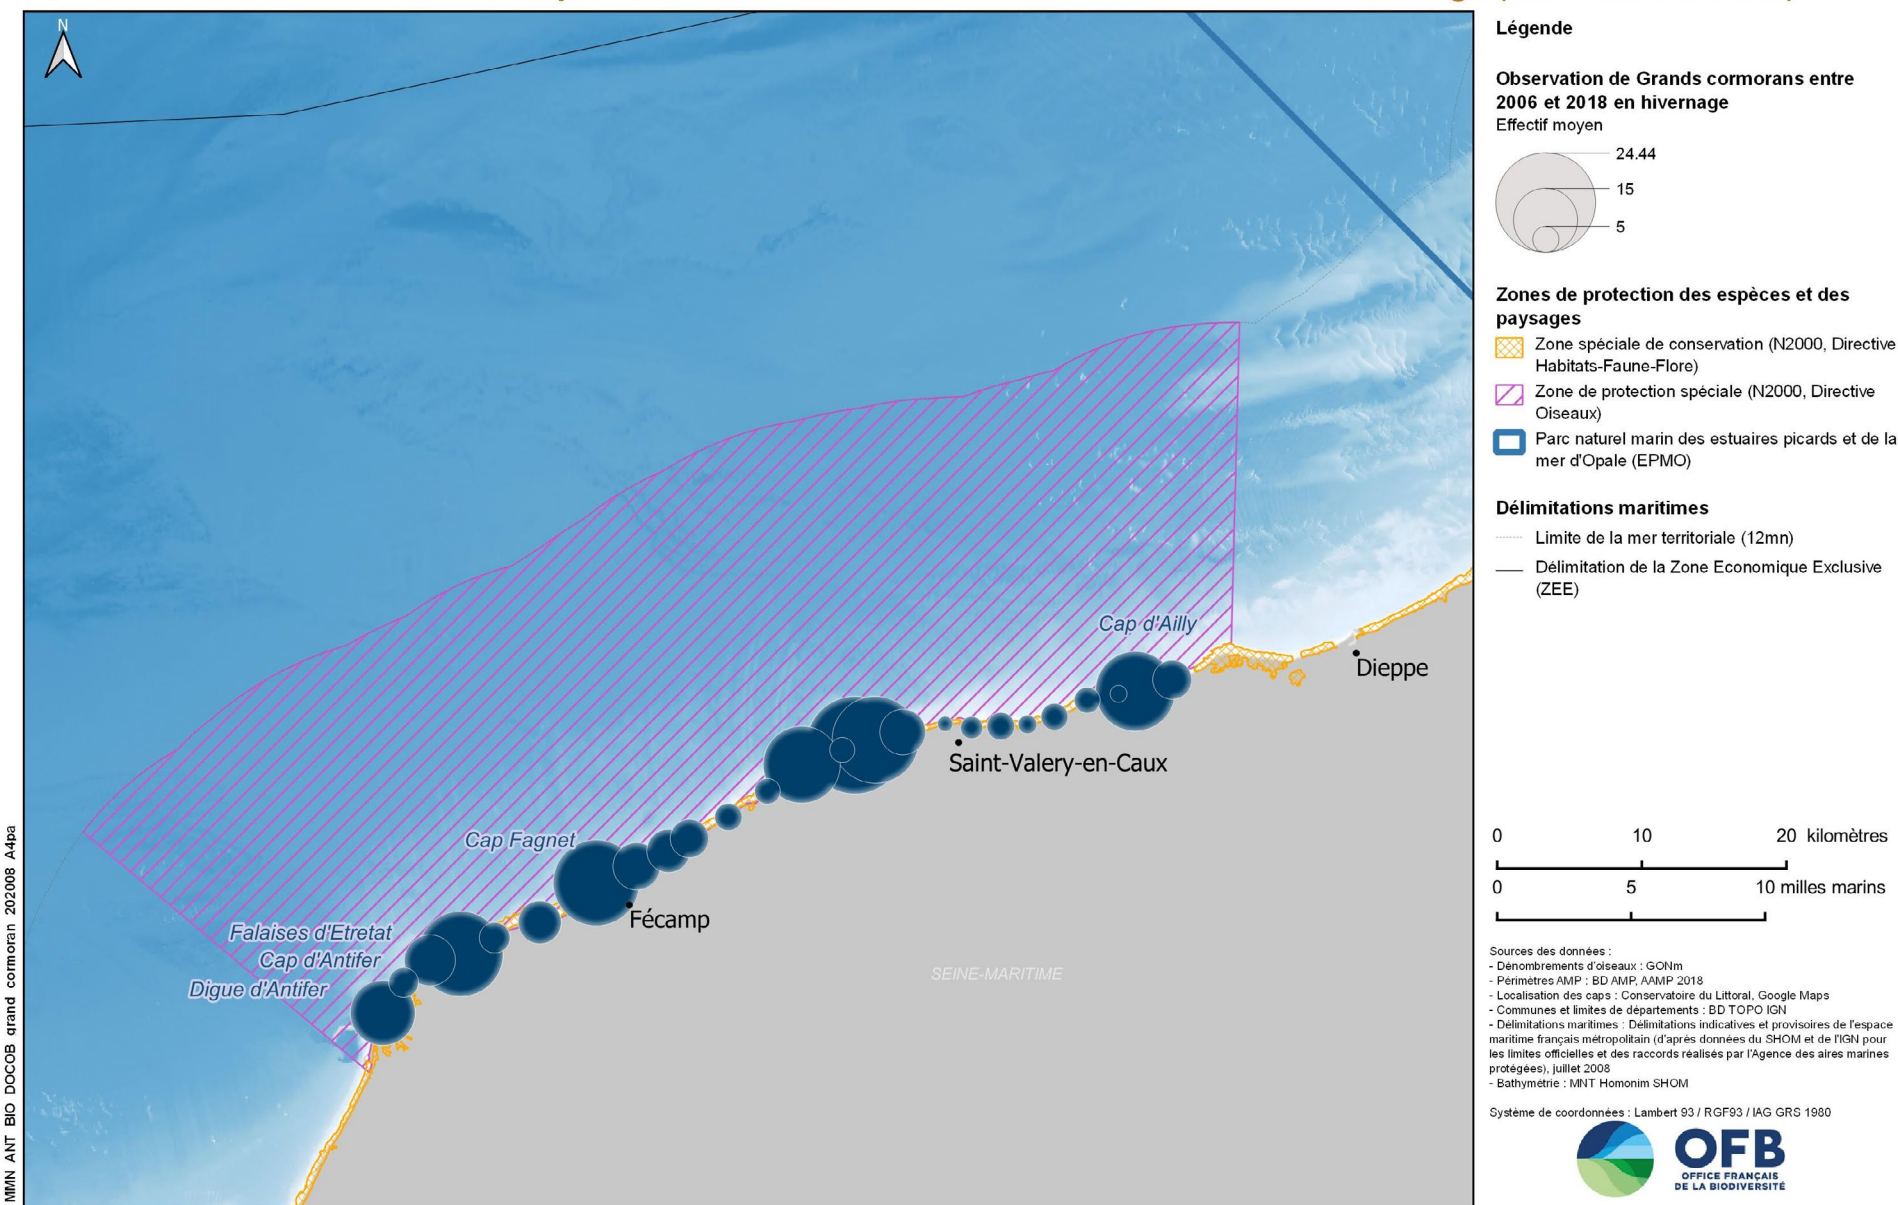 N
Cap d'Ailly
Dieppe
Saint-Valery-en-Caux
Cap Fagnet
Fécamp
Falaises d'Etretat
Cap d'Antifer
Digue d'Antifer
SEINE-MARITIME
MMN ANT BIO DOCOB grand cormoran 202008 A4pa
Légende
Observation de Grands cormorans entre
2006 et 2018 en hivernage
Effectif moyen
24.44
15
5
Zones de protection des espèces et des
paysages
Zone spéciale de conservation (N2000, Directive
Habitats-Faune-Flore)
Zone de protection spéciale (N2000, Directive
Oiseaux)
Parc naturel marin des estuaires picards et de la
mer d'Opale (EPMO)
Délimitations maritimes
Limite de la mer territoriale (12mn)
Délimitation de la Zone Economique Exclusive
(ZEE)
0 10 20 kilomètres
0 5 10 milles marins
Sources des données :
- Dénombrements d'oiseaux : GONm
- Périmètres AMP : BD AMP, AAMP 2018
- Localisation des caps : Conservatoire du Littoral, Google Maps
- Communes et limites de départements : BD TOPO IGN
- Délimitations maritimes : Délimitations indicatives et provisoires de l'espace
maritime français métropolitain (d'après données du SHOM et de l'IGN pour
les limites officielles et des raccords réalisés par l'Agence des aires marines
protégées), juillet 2008
- Bathymétrie : MNT Homonim SHOM
Système de coordonnées : Lambert 93 / RGF93 / IAG GRS 1980
OFB
OFFICE FRANÇAIS
DE LA BIODIVERSITÉ